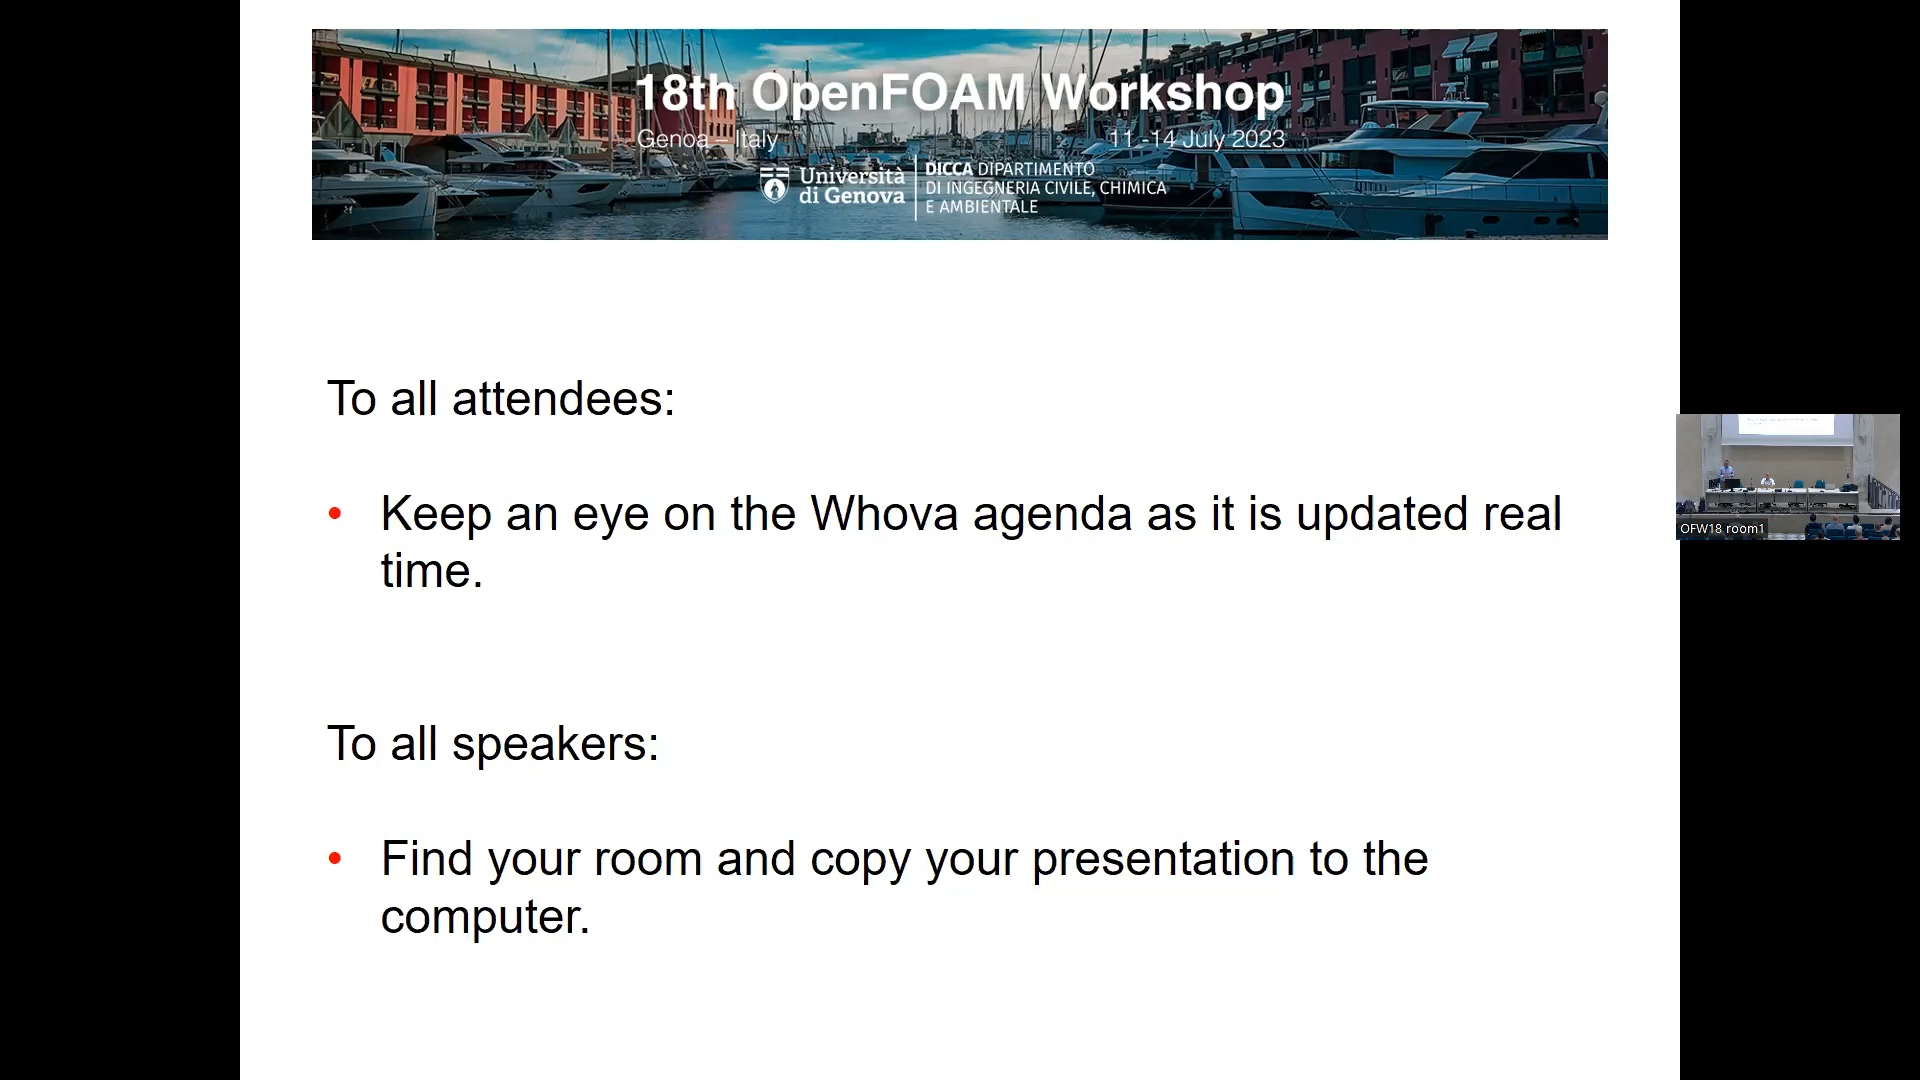 18th OpenFOAM Workshop
Genoa – Italy
11 -14 July 2023
Università
di Genova
DICCA DIPARTIMENTO
DI INGEGNERIA CIVILE, CHIMICA
E AMBIENTALE
To all attendees:
• Keep an eye on the Whova agenda as it is updated real
time.
To all speakers:
• Find your room and copy your presentation to the
computer.
OFW18 room1